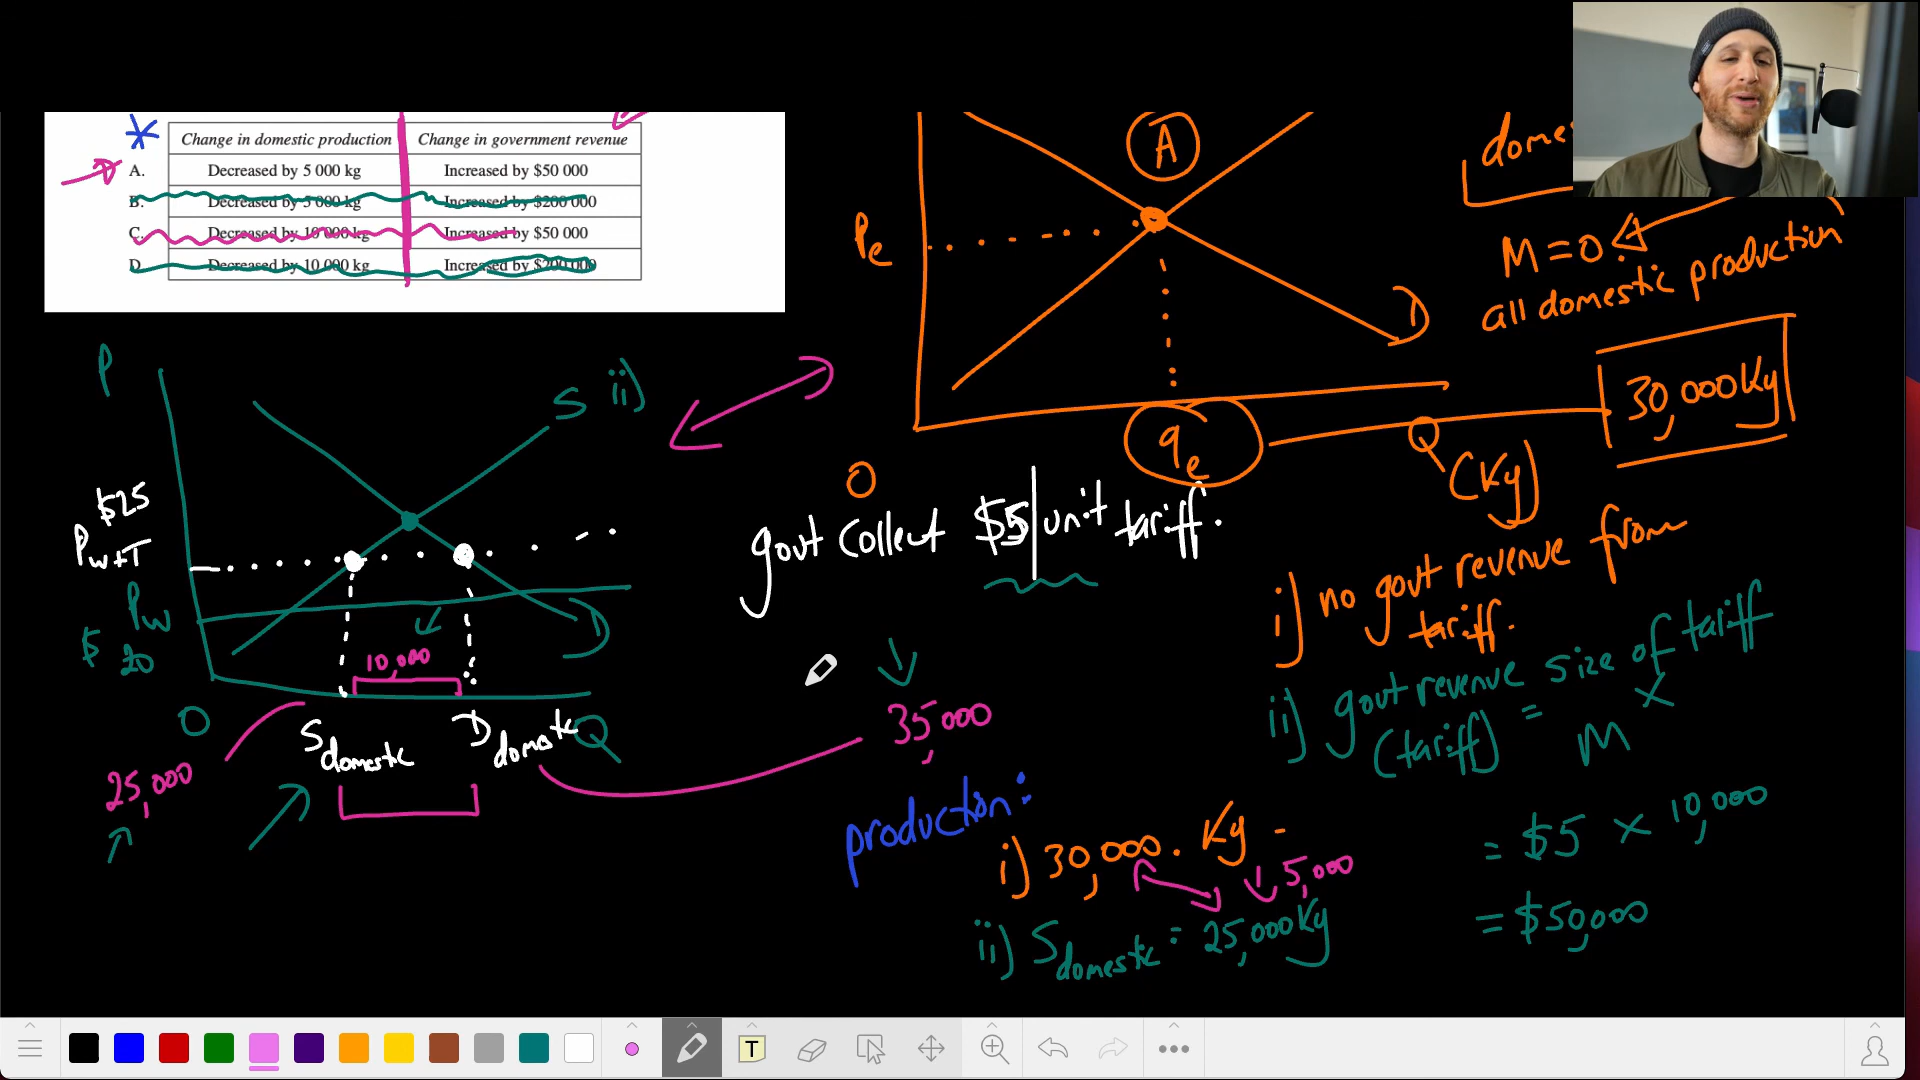 Change in domestic production Change in government revenue
A. Decreased by 5 000 kg Increased by $50 000
B. Decreased by 5 000 kg Increased by $200 000
C. Decreased by 10 000 kg Increased by $50 000
D. Decreased by 10 000 kg Increased by $200 000
A
Pe
D
qe
O
Q
(Kg)
M = 0.
all domestic production
30,000Kg
P
S ii)
$25
Pw+T
Pw
$ 20
10,000
D
O
Sdomestic
Ddomestic
Q
25,000
35,000
govt collect $5|unit tariff.
i) no govt revenue from
tariff.
ii) govt revenue = size of tariff
(tariff) x
M
= $5 x 10,000
= $50,000
production:
i) 30,000. Kg -
↓ 5,000
ii) Sdomestic = 25,000Kg
T